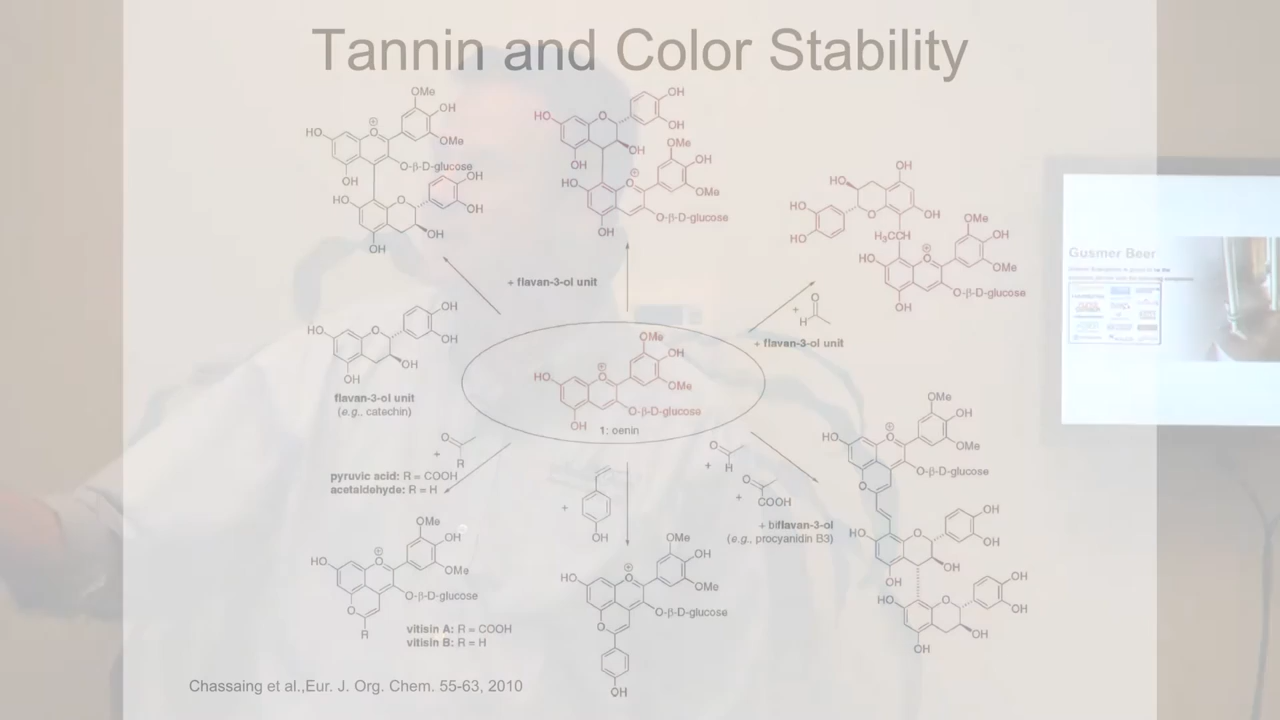 Tannin and Color Stability
OMe
OH
HO
OMe
O-β-D-glucose
OH
OH
HO
OH
OH
OH
OH
HO
OH
OH
OMe
OH
OH
HO
OMe
O-β-D-glucose
OH
OH
HO
HO
OH
HO
H₃CCH
OMe
OH
HO
OMe
O-β-D-glucose
OH
+ flavan-3-ol unit
+
H
O
+ flavan-3-ol unit
OH
HO
OH
OH
OH
flavan-3-ol unit
(e.g., catechin)
OMe
OH
HO
OMe
O-β-D-glucose
OH
1: oenin
O
+
R
pyruvic acid: R = COOH
acetaldehyde: R = H
+
OH
O
+
H
O
+
COOH
+ biflavan-3-ol
(e.g., procyanidin B3)
OMe
OH
HO
OMe
O-β-D-glucose
O
OH
HO
OH
OH
OH
HO
OH
OH
OH
OH
OMe
OH
HO
OMe
O-β-D-glucose
O
R
vitisin A: R = COOH
vitisin B: R = H
OMe
OH
HO
OMe
O-β-D-glucose
O
OH
Chassaing et al.,Eur. J. Org. Chem. 55-63, 2010
Gusmer Beer